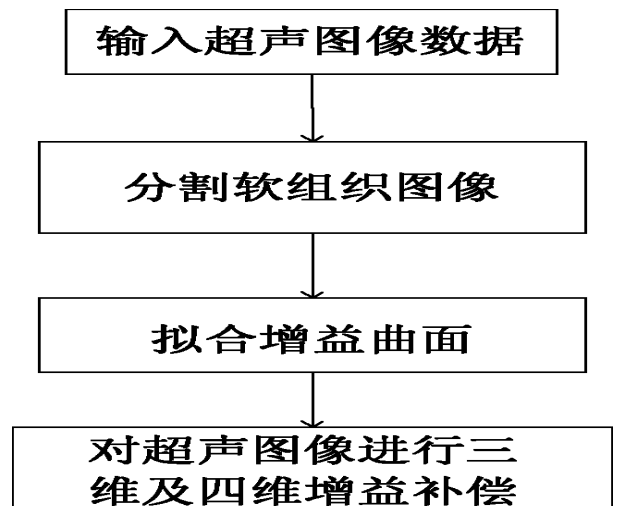 输入超声图像数据
分割软组织图像
拟合增益曲面
对超声图像进行三
维及四维增益补偿